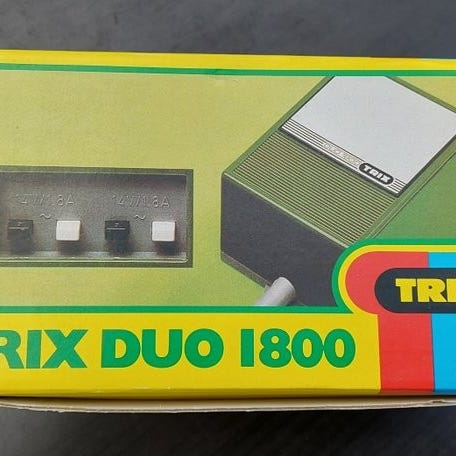 TRIX
14V/1.8A 14V/1.8A
~ ~
RIX DUO 1800
TRI